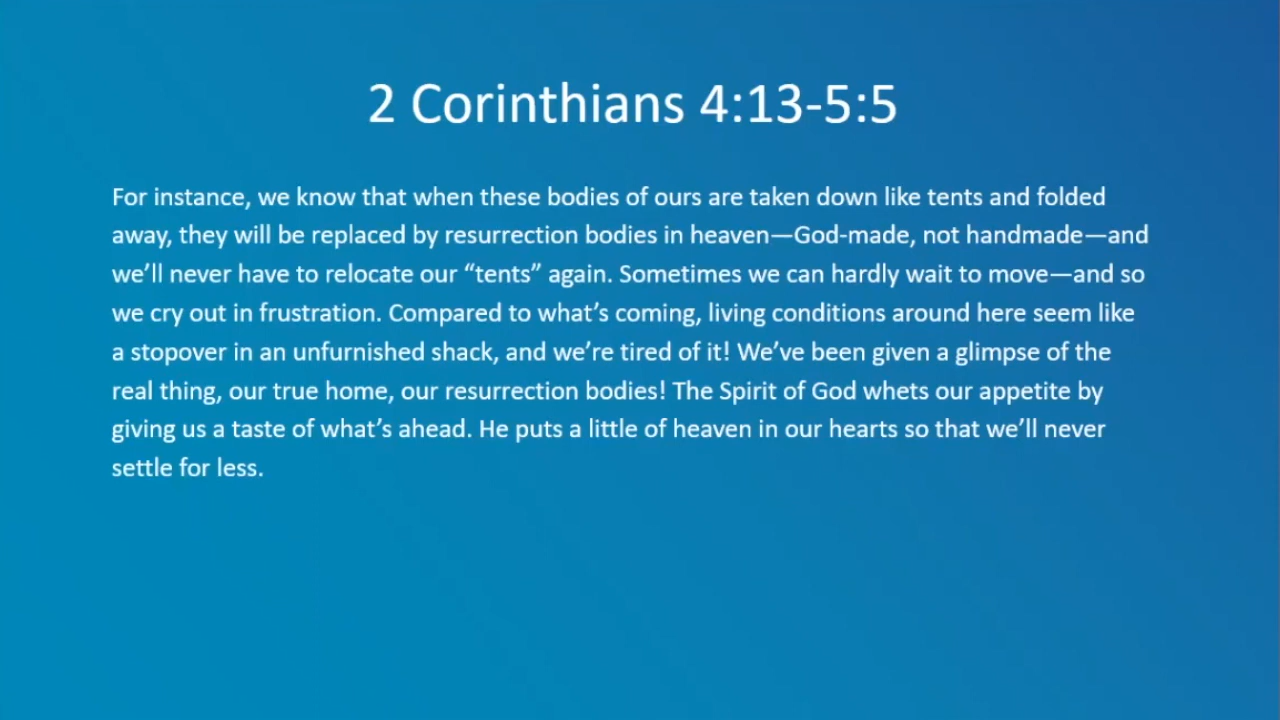 2 Corinthians 4:13-5:5
For instance, we know that when these bodies of ours are taken down like tents and folded
away, they will be replaced by resurrection bodies in heaven—God-made, not handmade—and
we’ll never have to relocate our “tents” again. Sometimes we can hardly wait to move—and so
we cry out in frustration. Compared to what’s coming, living conditions around here seem like
a stopover in an unfurnished shack, and we’re tired of it! We’ve been given a glimpse of the
real thing, our true home, our resurrection bodies! The Spirit of God whets our appetite by
giving us a taste of what’s ahead. He puts a little of heaven in our hearts so that we’ll never
settle for less.